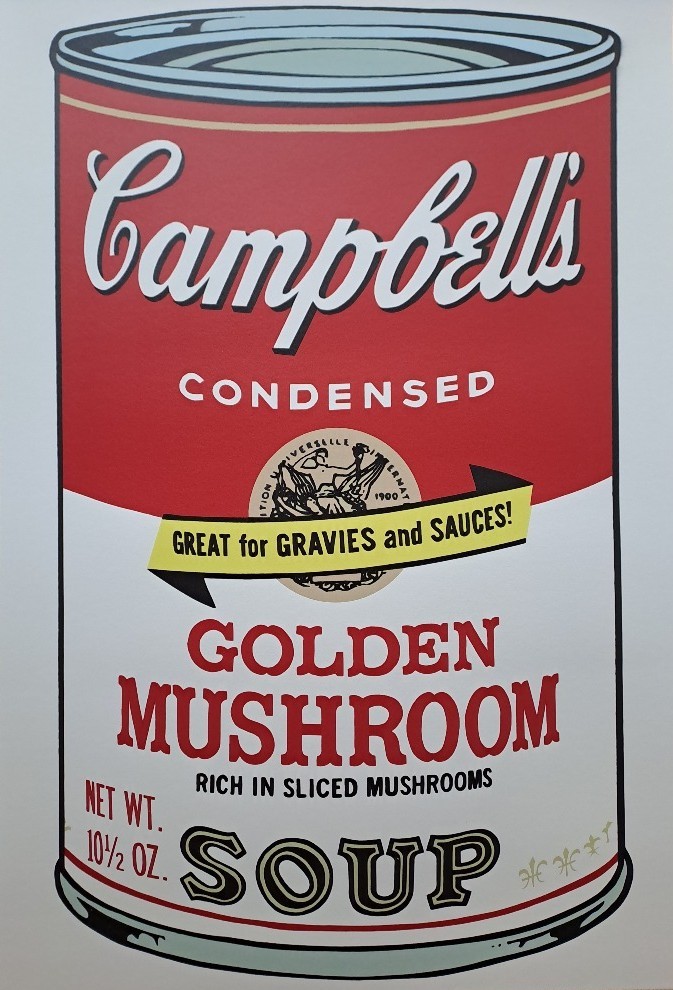 Campbell's
CONDENSED
GREAT for GRAVIES and SAUCES!
1900
GOLDEN
MUSHROOM
RICH IN SLICED MUSHROOMS
NET WT.
10½ OZ.
SOUP